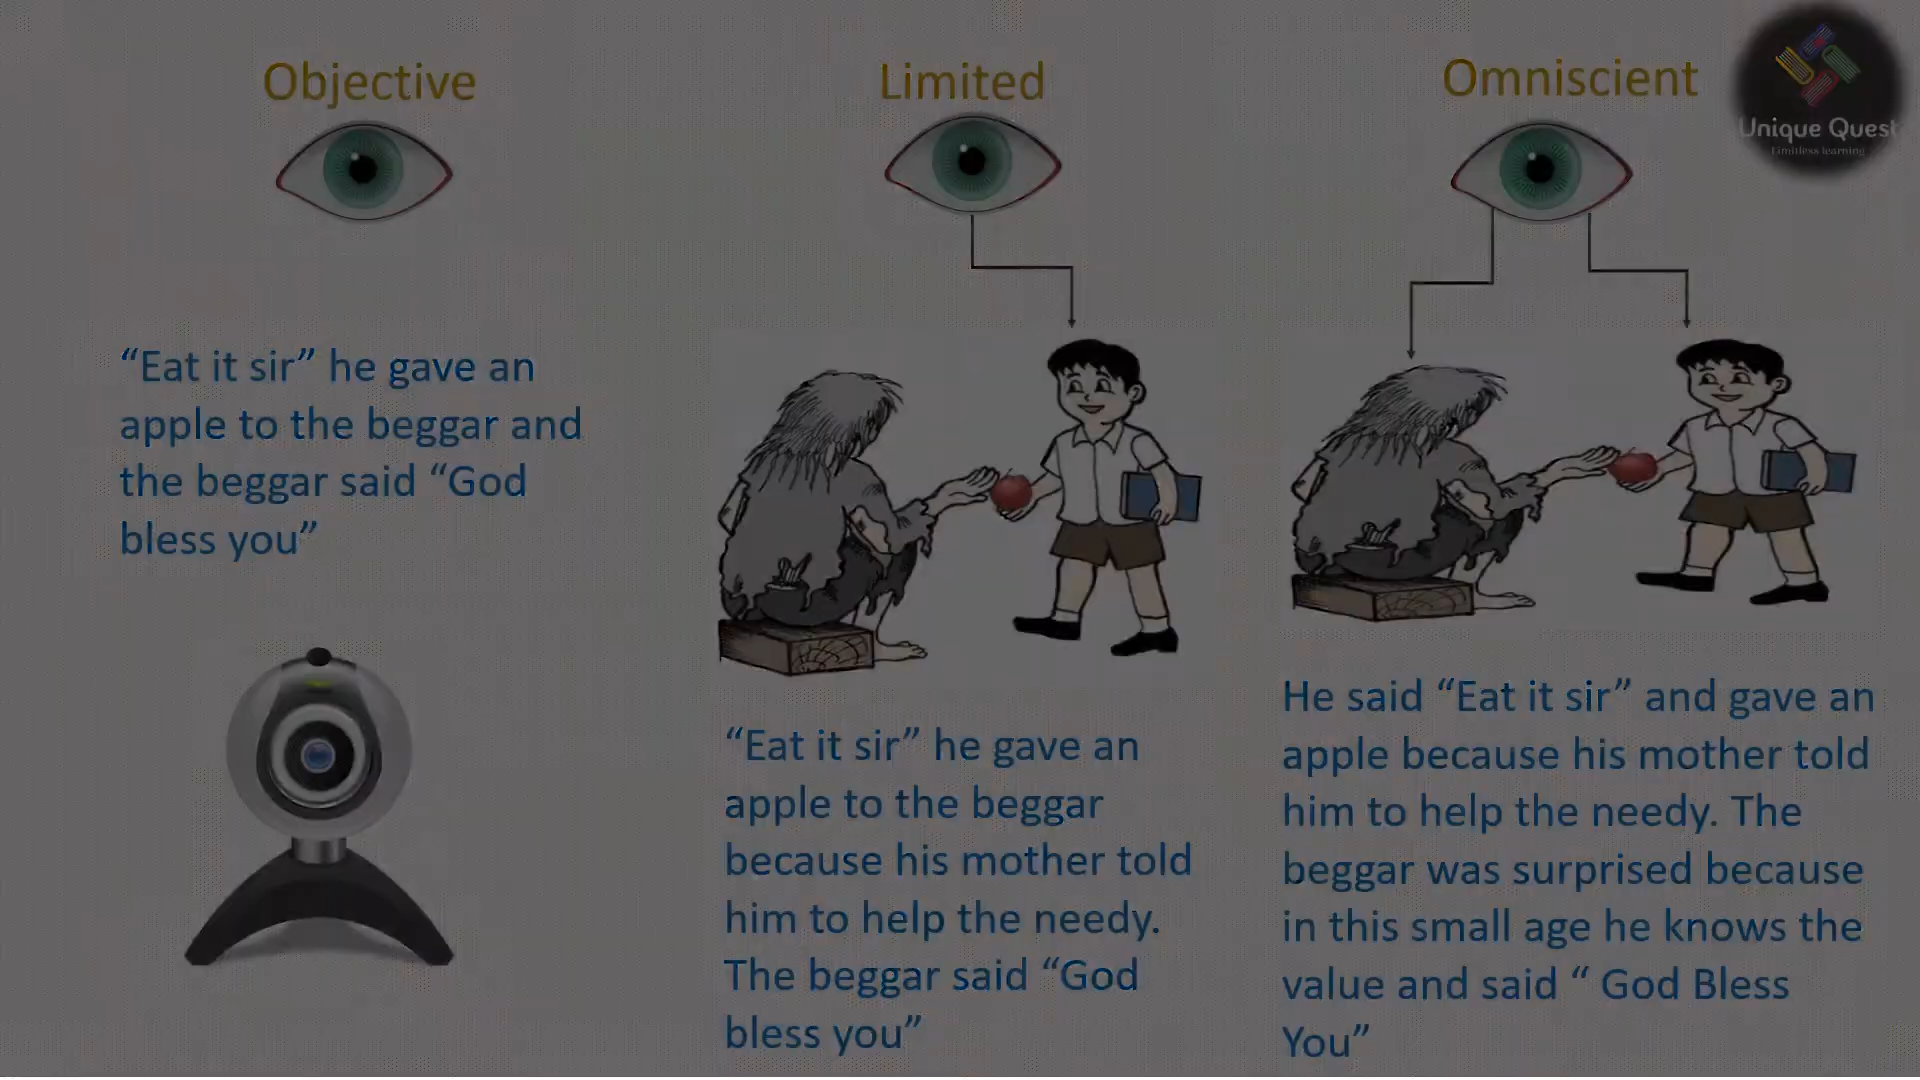 Objective
“Eat it sir” he gave an
apple to the beggar and
the beggar said “God
bless you”
Limited
“Eat it sir” he gave an
apple to the beggar
because his mother told
him to help the needy.
The beggar said “God
bless you”
Omniscient
He said “Eat it sir” and gave an
apple because his mother told
him to help the needy. The
beggar was surprised because
in this small age he knows the
value and said “ God Bless
You”
Unique Quest
Limitless learning